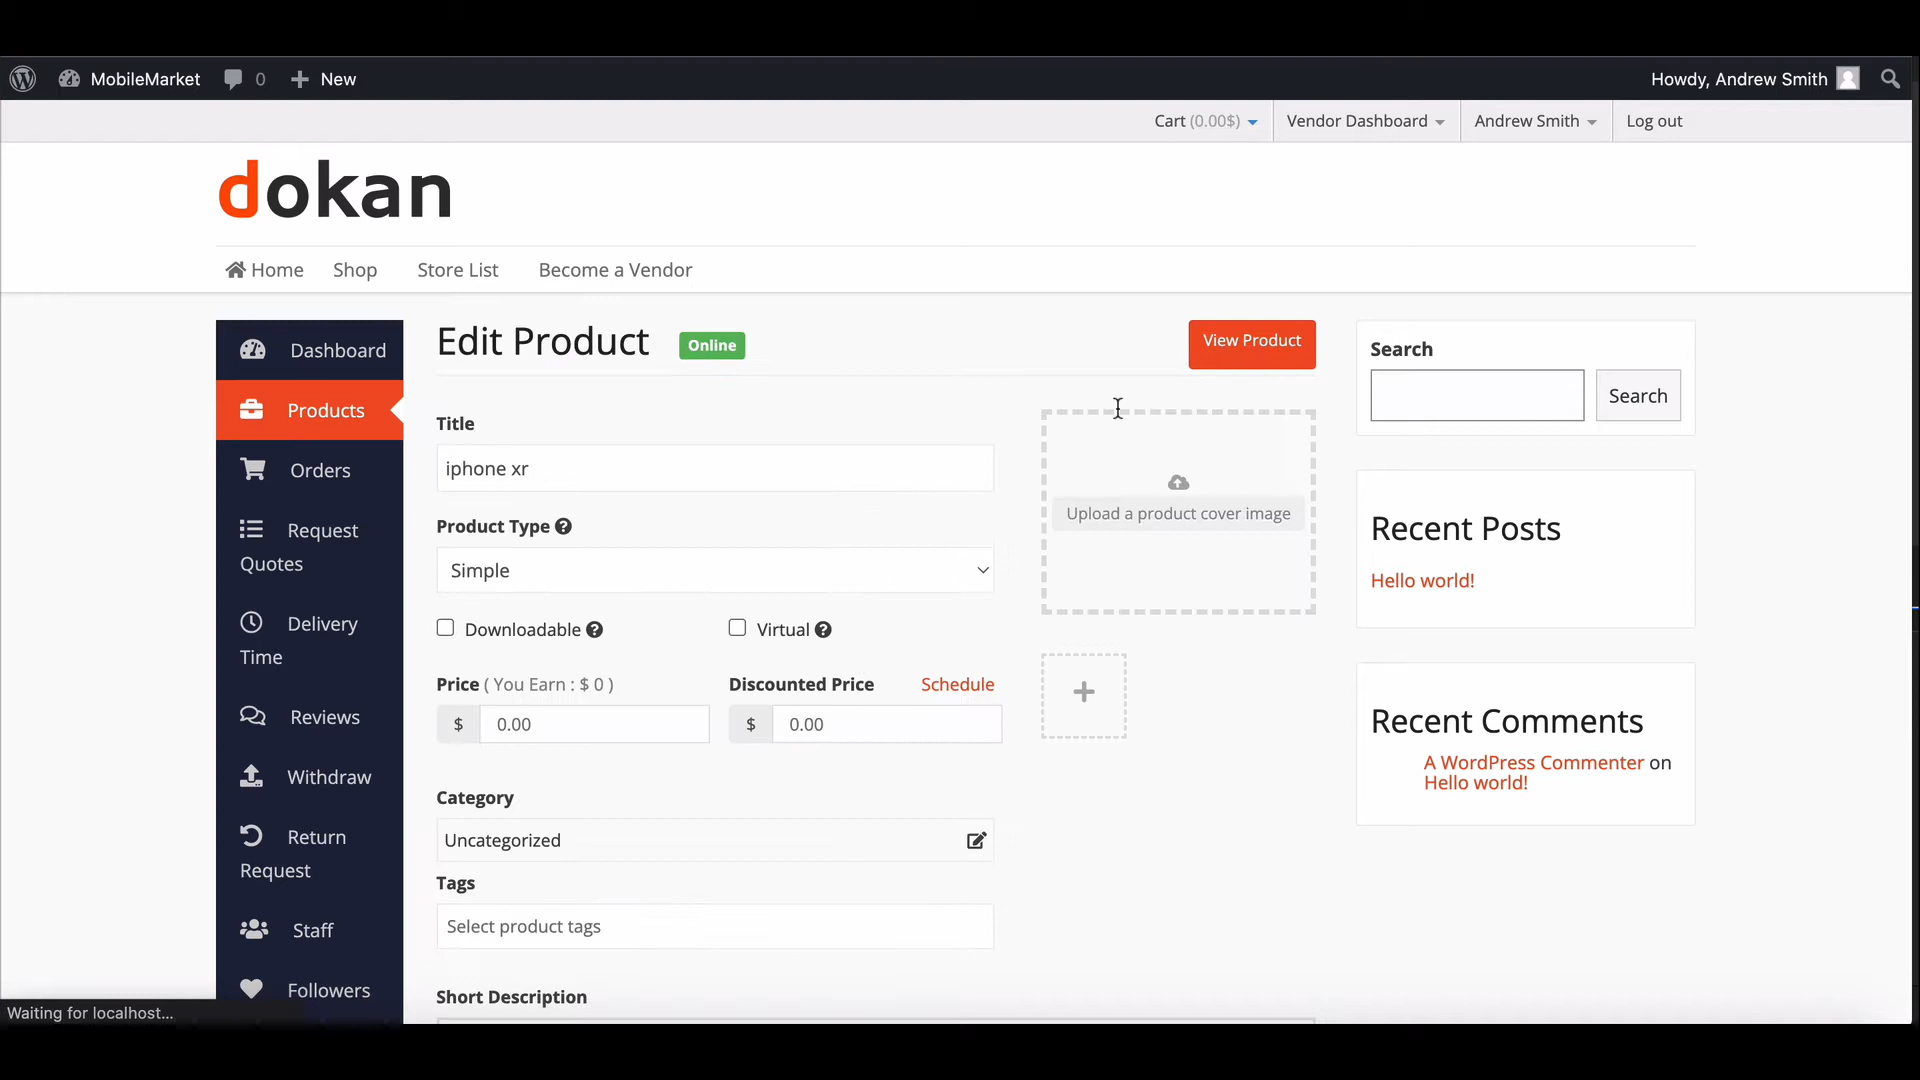 MobileMarket 0 New Howdy, Andrew Smith
Cart (0.00$) Vendor Dashboard Andrew Smith Log out
dokan
Home Shop Store List Become a Vendor
Dashboard
Products
Orders
Request
Quotes
Delivery
Time
Reviews
Withdraw
Return
Request
Staff
Followers
Edit Product Online View Product
Title
iphone xr
Product Type
Simple
Downloadable Virtual
Price ( You Earn : $ 0 ) Discounted Price Schedule
$ 0.00 $ 0.00
Category
Uncategorized
Tags
Select product tags
Short Description
Upload a product cover image
Search
Search
Recent Posts
Hello world!
Recent Comments
A WordPress Commenter on
Hello world!
Waiting for localhost...